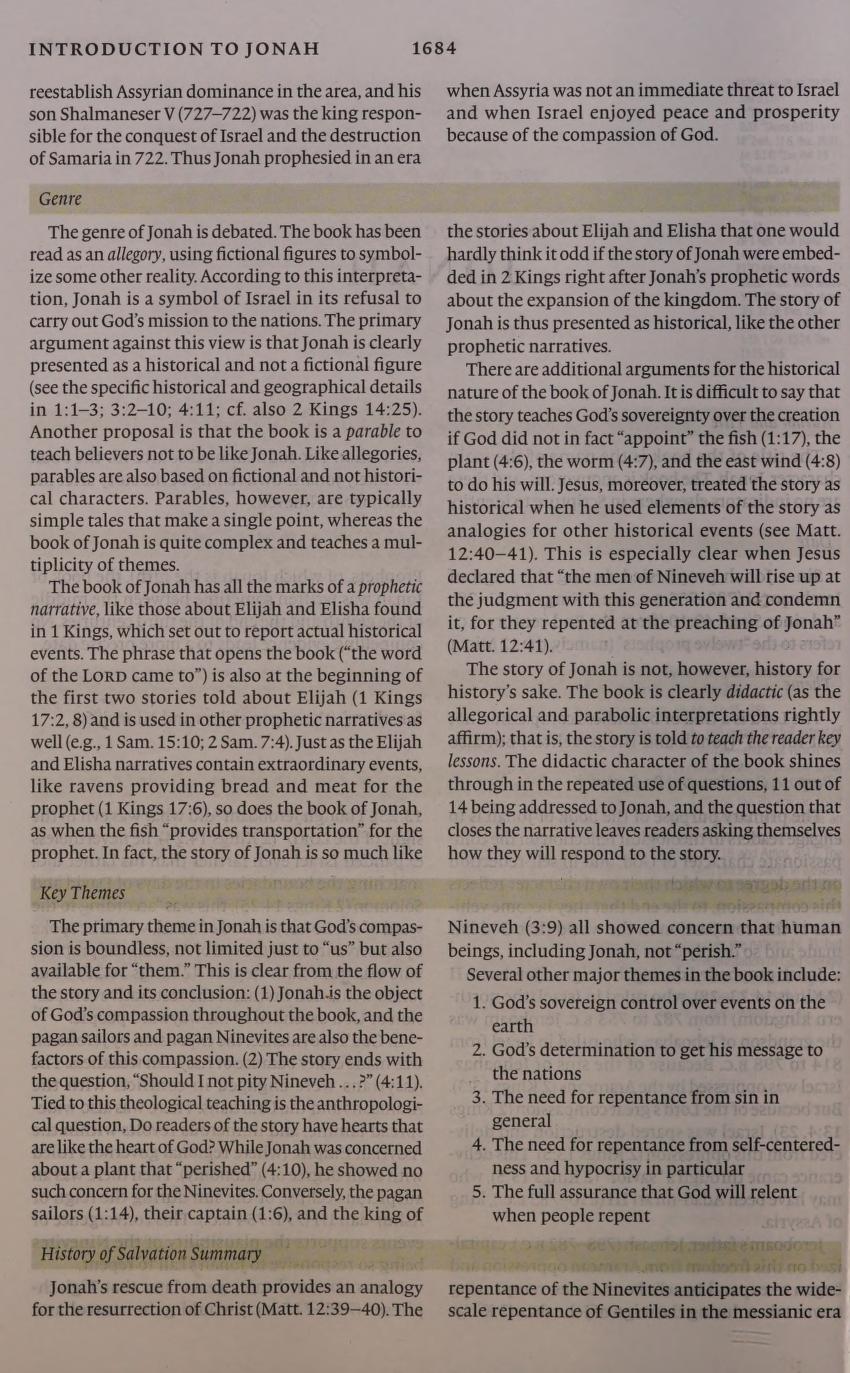 INTRODUCTION TO JONAH 1684
reestablish Assyrian dominance in the area, and his
son Shalmaneser V (727–722) was the king respon-
sible for the conquest of Israel and the destruction
of Samaria in 722. Thus Jonah prophesied in an era
when Assyria was not an immediate threat to Israel
and when Israel enjoyed peace and prosperity
because of the compassion of God.
Genre
The genre of Jonah is debated. The book has been
read as an allegory, using fictional figures to symbol-
ize some other reality. According to this interpreta-
tion, Jonah is a symbol of Israel in its refusal to
carry out God's mission to the nations. The primary
argument against this view is that Jonah is clearly
presented as a historical and not a fictional figure
(see the specific historical and geographical details
in 1:1–3; 3:2–10; 4:11; cf. also 2 Kings 14:25).
Another proposal is that the book is a parable to
teach believers not to be like Jonah. Like allegories,
parables are also based on fictional and not histori-
cal characters. Parables, however, are typically
simple tales that make a single point, whereas the
book of Jonah is quite complex and teaches a mul-
tiplicity of themes.
The book of Jonah has all the marks of a prophetic
narrative, like those about Elijah and Elisha found
in 1 Kings, which set out to report actual historical
events. The phrase that opens the book ("the word
of the LORD came to") is also at the beginning of
the first two stories told about Elijah (1 Kings
17:2, 8) and is used in other prophetic narratives as
well (e.g., 1 Sam. 15:10; 2 Sam. 7:4). Just as the Elijah
and Elisha narratives contain extraordinary events,
like ravens providing bread and meat for the
prophet (1 Kings 17:6), so does the book of Jonah,
as when the fish "provides transportation" for the
prophet. In fact, the story of Jonah is so much like
the stories about Elijah and Elisha that one would
hardly think it odd if the story of Jonah were embed-
ded in 2 Kings right after Jonah's prophetic words
about the expansion of the kingdom. The story of
Jonah is thus presented as historical, like the other
prophetic narratives.
There are additional arguments for the historical
nature of the book of Jonah. It is difficult to say that
the story teaches God's sovereignty over the creation
if God did not in fact "appoint" the fish (1:17), the
plant (4:6), the worm (4:7), and the east wind (4:8)
to do his will. Jesus, moreover, treated the story as
historical when he used elements of the story as
analogies for other historical events (see Matt.
12:40–41). This is especially clear when Jesus
declared that "the men of Nineveh will rise up at
the judgment with this generation and condemn
it, for they repented at the preaching of Jonah"
(Matt. 12:41).
The story of Jonah is not, however, history for
history's sake. The book is clearly didactic (as the
allegorical and parabolic interpretations rightly
affirm); that is, the story is told to teach the reader key
lessons. The didactic character of the book shines
through in the repeated use of questions, 11 out of
14 being addressed to Jonah, and the question that
closes the narrative leaves readers asking themselves
how they will respond to the story.
Key Themes
The primary theme in Jonah is that God's compas-
sion is boundless, not limited just to "us" but also
available for "them." This is clear from the flow of
the story and its conclusion: (1) Jonah is the object
of God's compassion throughout the book, and the
pagan sailors and pagan Ninevites are also the bene-
factors of this compassion. (2) The story ends with
the question, "Should I not pity Nineveh . . . ?" (4:11).
Tied to this theological teaching is the anthropologi-
cal question, Do readers of the story have hearts that
are like the heart of God? While Jonah was concerned
about a plant that "perished" (4:10), he showed no
such concern for the Ninevites. Conversely, the pagan
sailors (1:14), their captain (1:6), and the king of
Nineveh (3:9) all showed concern that human
beings, including Jonah, not "perish."
Several other major themes in the book include:
1. God's sovereign control over events on the
earth
2. God's determination to get his message to
the nations
3. The need for repentance from sin in
general
4. The need for repentance from self-centered-
ness and hypocrisy in particular
5. The full assurance that God will relent
when people repent
History of Salvation Summary
Jonah's rescue from death provides an analogy
for the resurrection of Christ (Matt. 12:39–40). The
repentance of the Ninevites anticipates the wide-
scale repentance of Gentiles in the messianic era